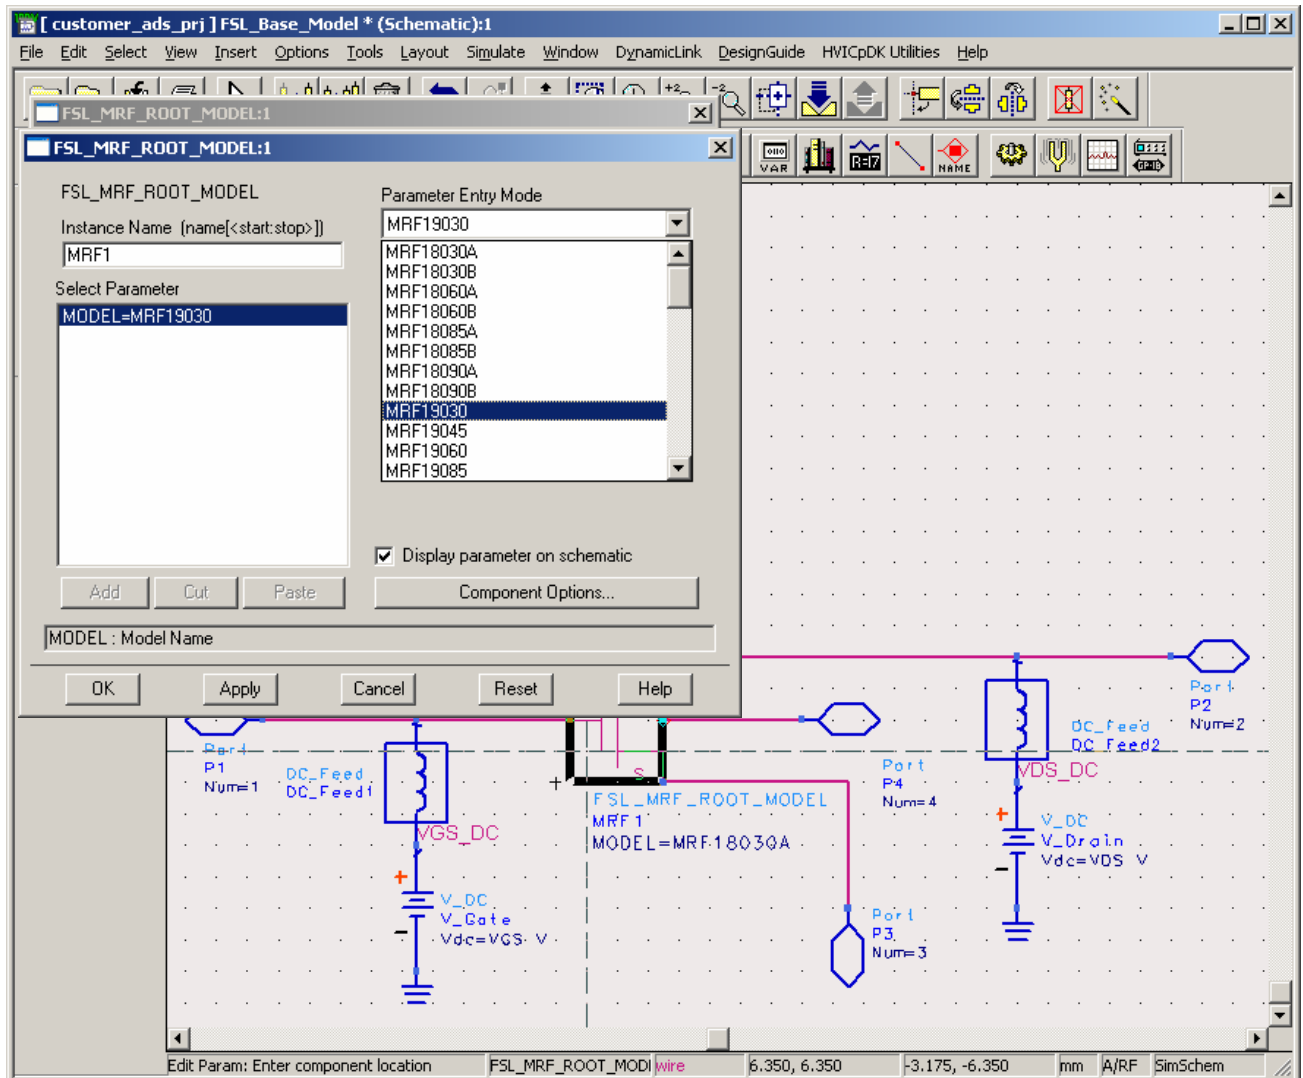 [ customer_ads_prj ] FSL_Base_Model * (Schematic):1
File Edit Select View Insert Options Tools Layout Simulate Window DynamicLink DesignGuide HVICpDK Utilities Help
FSL_MRF_ROOT_MODEL:1
+2
-2
FSL_MRF_ROOT_MODEL:1
VAR
NAME
GPIB
FSL_MRF_ROOT_MODEL
Parameter Entry Mode
Instance Name (name[<start:stop>])
MRF19030
MRF1
MRF18030A
MRF18030B
Select Parameter
MRF18060A
MODEL=MRF19030
MRF18060B
MRF18085A
MRF18085B
MRF18090A
MRF18090B
MRF19030
MRF19045
MRF19060
MRF19085
Display parameter on schematic
Add Cut Paste
Component Options...
MODEL : Model Name
OK Apply Cancel Reset Help
Port
P2
Num=2
DC_Feed
DC_Feed2
Port
P1
Num=1
DC_Feed
DC_Feed1
S
Port
P4
Num=4
VDS_DC
FSL_MRF_ROOT_MODEL
MRF1
MODEL=MRF18030A
VGS_DC
+
V_DC
V_Drain
Vdc=VDS V
-
+
V_DC
V_Gate
Vdc=VGS V
-
Port
P3
Num=3
Edit Param: Enter component location FSL_MRF_ROOT_MODI wire 6.350, 6.350 -3.175, -6.350 mm A/RF SimSchem